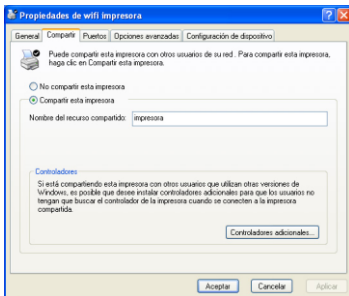 Propiedades de wifi impresora
General Compartir Puertos Opciones avanzadas Configuración de dispositivo
Puede compartir esta impresora con otros usuarios de su red. Para compartir esta impresora,
haga clic en Compartir esta impresora.
No compartir esta impresora
Compartir esta impresora
Nombre del recurso compartido: impresora
Controladores
Si está compartiendo esta impresora con otros usuarios que utilizan otras versiones de
Windows, es posible que desee instalar controladores adicionales para que los usuarios no
tengan que buscar el controlador de la impresora cuando se conecten a la impresora
compartida.
Controladores adicionales...
Aceptar Cancelar Aplicar